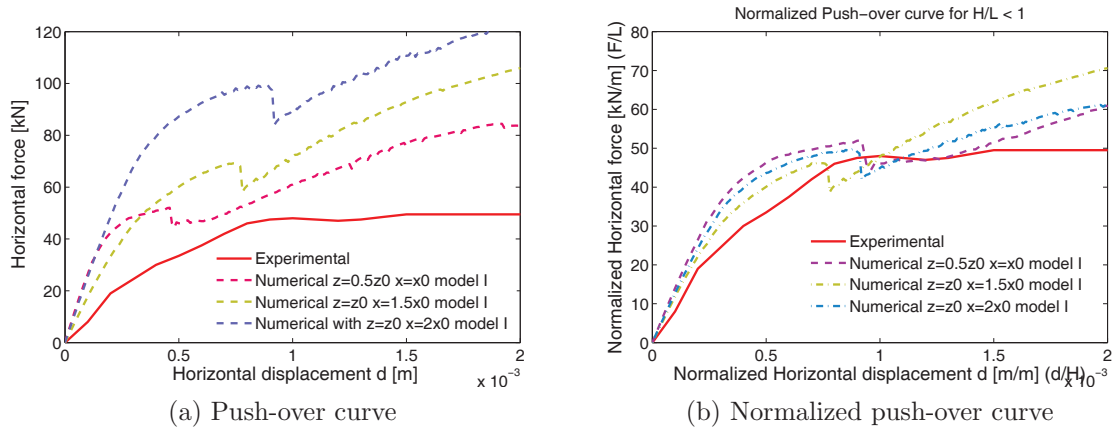 120
100
80
60
40
20
0
Horizontal force [kN]
Experimental
Numerical z=0.5z0 x=x0 model I
Numerical z=z0 x=1.5x0 model I
Numerical with z=z0 x=2x0 model I
0 0.5 1 1.5 2
x 10⁻³
Horizontal displacement d [m]
(a) Push-over curve
Normalized Push−over curve for H/L < 1
80
70
60
50
40
30
20
10
0
Normalized Horizontal force [kN/m] (F/L)
Experimental
Numerical z=0.5z0 x=x0 model I
Numerical z=z0 x=1.5x0 model I
Numerical z=z0 x=2x0 model I
0 0.5 1 1.5 2
x 10⁻³
Normalized Horizontal displacement d [m/m] (d/H)
(b) Normalized push-over curve